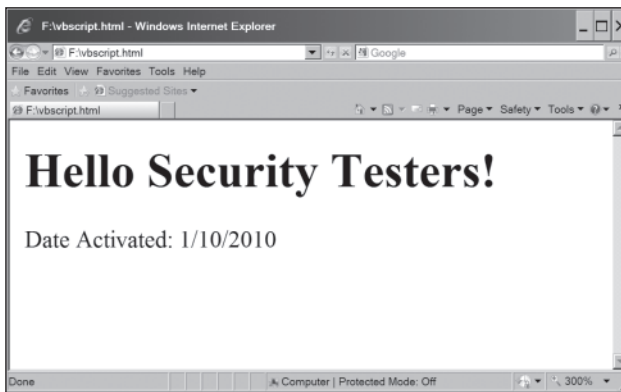 F:\vbscript.html - Windows Internet Explorer
F:\vbscript.html
Google
File Edit View Favorites Tools Help
Favorites Suggested Sites
F:\vbscript.html Page Safety Tools
Hello Security Testers!
Date Activated: 1/10/2010
Done Computer | Protected Mode: Off 300%